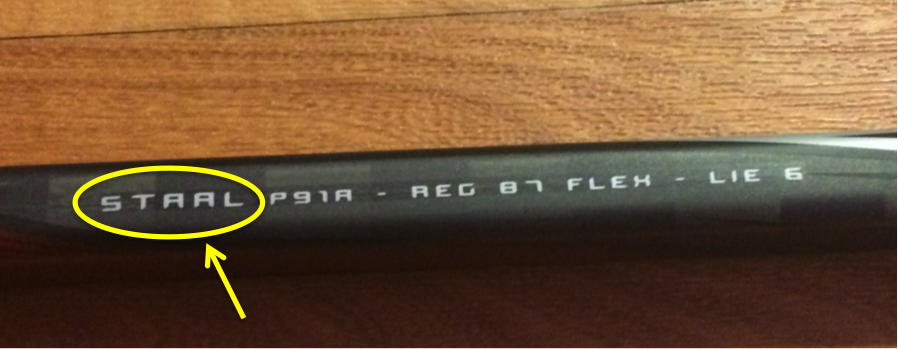 STAAL P91A - REG 87 FLEX - LIE 6